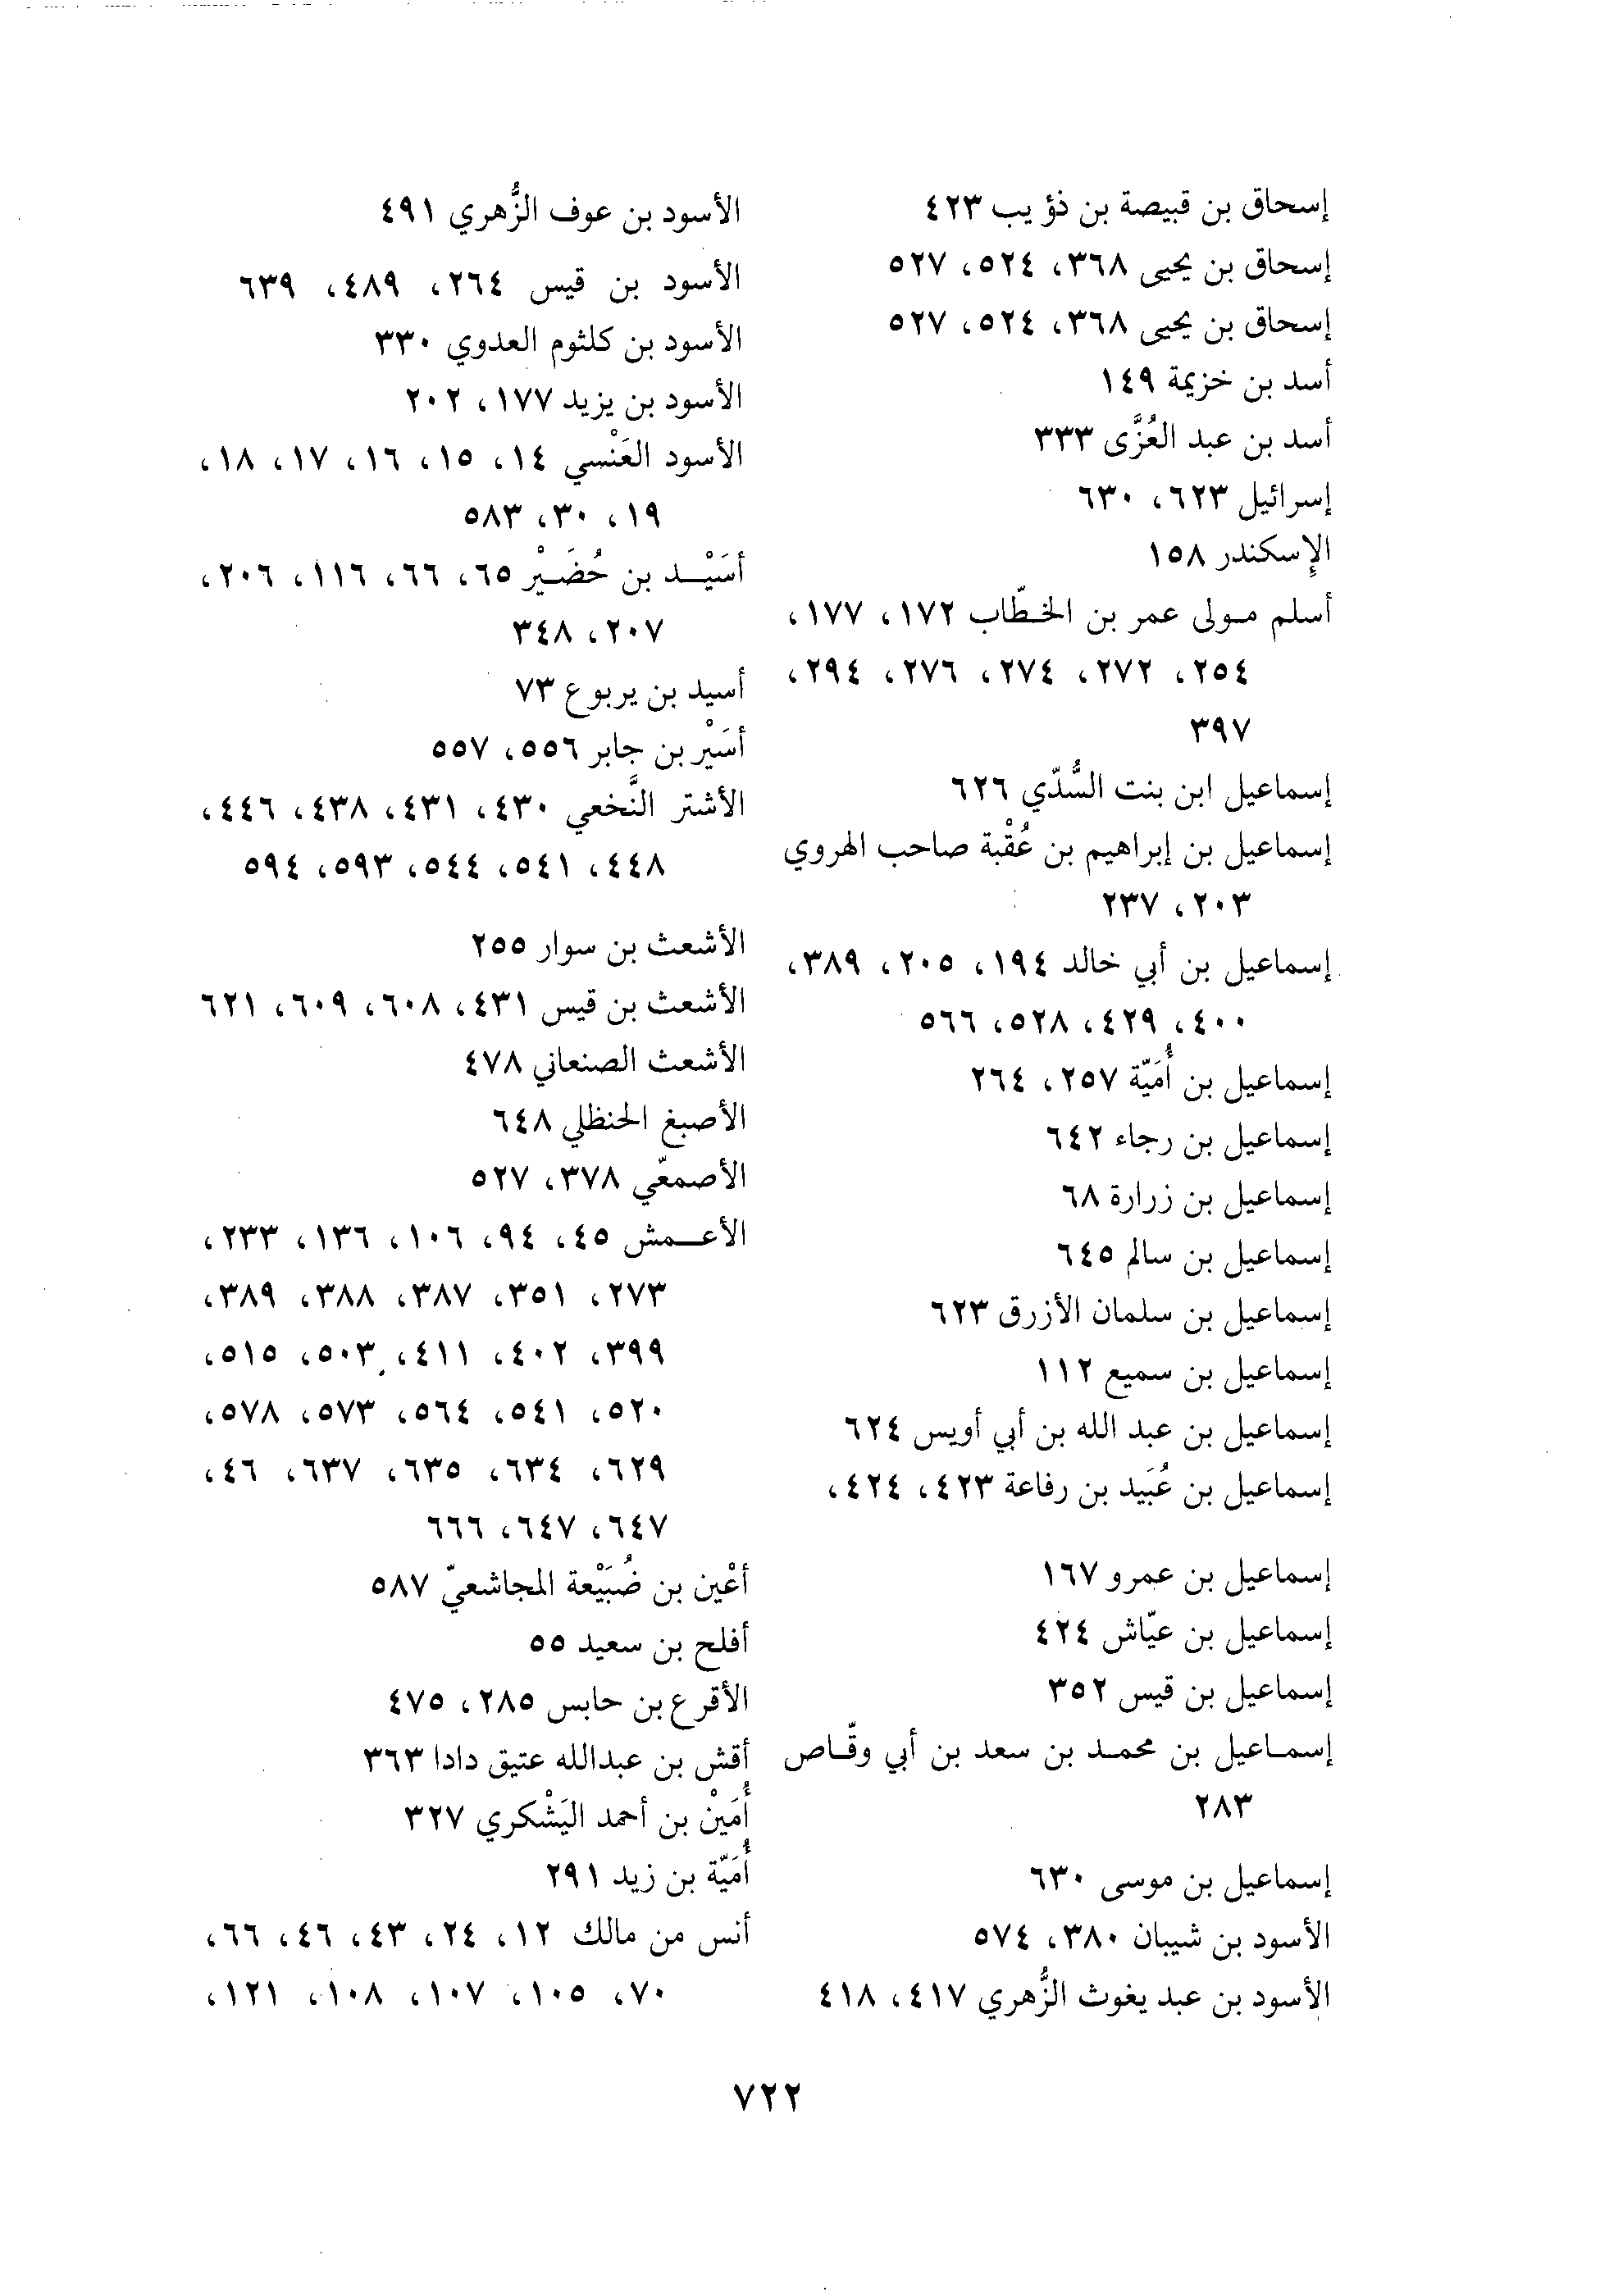 إسحاق بن قبيصة بن ذؤيب ٤٢٣
إسحاق بن يحيى ٣٦٨، ٥٢٤، ٥٢٧
إسحاق بن يحيى ٣٦٨، ٥٢٤، ٥٢٧
أسد بن خزيمة ١٤٩
أسد بن عبد العُزَّى ٣٣٣
إسرائيل ٦٢٣، ٦٣٠
الإسكندر ١٥٨
أسلم مولى عمر بن الخطّاب ١٧٢، ١٧٧،
٢٥٤، ٢٧٢، ٢٧٤، ٢٧٦، ٢٩٤،
٣٩٧
إسماعيل ابن بنت السُّدّي ٦٢٦
إسماعيل بن إبراهيم بن عُقْبة صاحب الهروي
٢٠٣، ٢٣٧
إسماعيل بن أبي خالد ١٩٤، ٢٠٥، ٣٨٩،
٤٠٠، ٤٢٩، ٥٢٨، ٥٦٦
إسماعيل بن أُمَيّة ٢٥٧، ٢٦٤
إسماعيل بن رجاء ٦٤٢
إسماعيل بن زرارة ٦٨
إسماعيل بن سالم ٦٤٥
إسماعيل بن سلمان الأزرق ٦٢٣
إسماعيل بن سميع ١١٢
إسماعيل بن عبد الله بن أبي أويس ٦٢٤
إسماعيل بن عُبَيد بن رفاعة ٤٢٣، ٤٢٤،
إسماعيل بن عمرو ١٦٧
إسماعيل بن عيّاش ٤٢٤
إسماعيل بن قيس ٣٥٢
إسماعيل بن محمد بن سعد بن أبي وقّاص
٢٨٣
إسماعيل بن موسى ٦٣٠
الأسود بن شيبان ٣٨٠، ٥٧٤
الأسود بن عبد يغوث الزُّهري ٤١٧، ٤١٨
الأسود بن عوف الزُّهري ٤٩١
الأسود بن قيس ٢٦٤، ٤٨٩، ٦٣٩
الأسود بن كلثوم العدوي ٣٣٠
الأسود بن يزيد ١٧٧، ٢٠٢
الأسود العَنْسي ١٤، ١٥، ١٦، ١٧، ١٨،
١٩، ٣٠، ٥٨٣
أسَيْد بن حُضَيْر ٦٥، ٦٦، ١١٦، ٢٠٦،
٢٠٧، ٣٤٨
أسيد بن يربوع ٧٣
أسَيْر بن جابر ٥٥٦، ٥٥٧
الأشتر النَّخعي ٤٣٠، ٤٣١، ٤٣٨، ٤٤٦،
٤٤٨، ٥٤١، ٥٤٤، ٥٩٣، ٥٩٤
الأشعث بن سوار ٢٥٥
الأشعث بن قيس ٤٣١، ٦٠٨، ٦٠٩، ٦٢١
الأشعث الصنعاني ٤٧٨
الأصبغ الحنظلي ٦٤٨
الأصمعّي ٣٧٨، ٥٢٧
الأعمش ٤٥، ٩٤، ١٠٦، ١٣٦، ٢٣٣،
٢٧٣، ٣٥١، ٣٨٧، ٣٨٨، ٣٨٩،
٣٩٩، ٤٠٢، ٤١١، ٥٠٣، ٥١٥،
٥٢٠، ٥٤١، ٥٦٤، ٥٧٣، ٥٧٨،
٦٢٩، ٦٣٤، ٦٣٥، ٦٣٧، ٤٦،
٦٤٧، ٦٤٧، ٦٦٦
أعْين بن ضُبَيْعة المجاشعيّ ٥٨٧
أفلح بن سعيد ٥٥
الأقرع بن حابس ٢٨٥، ٤٧٥
أقش بن عبدالله عتيق دادا ٣٦٣
أُمَيْن بن أحمد اليَشْكري ٣٢٧
أُمَيّة بن زيد ٢٩١
أنس من مالك ١٢، ٢٤، ٤٣، ٤٦، ٦٦،
٧٠، ١٠٥، ١٠٧، ١٠٨، ١٢١،
٧٢٢